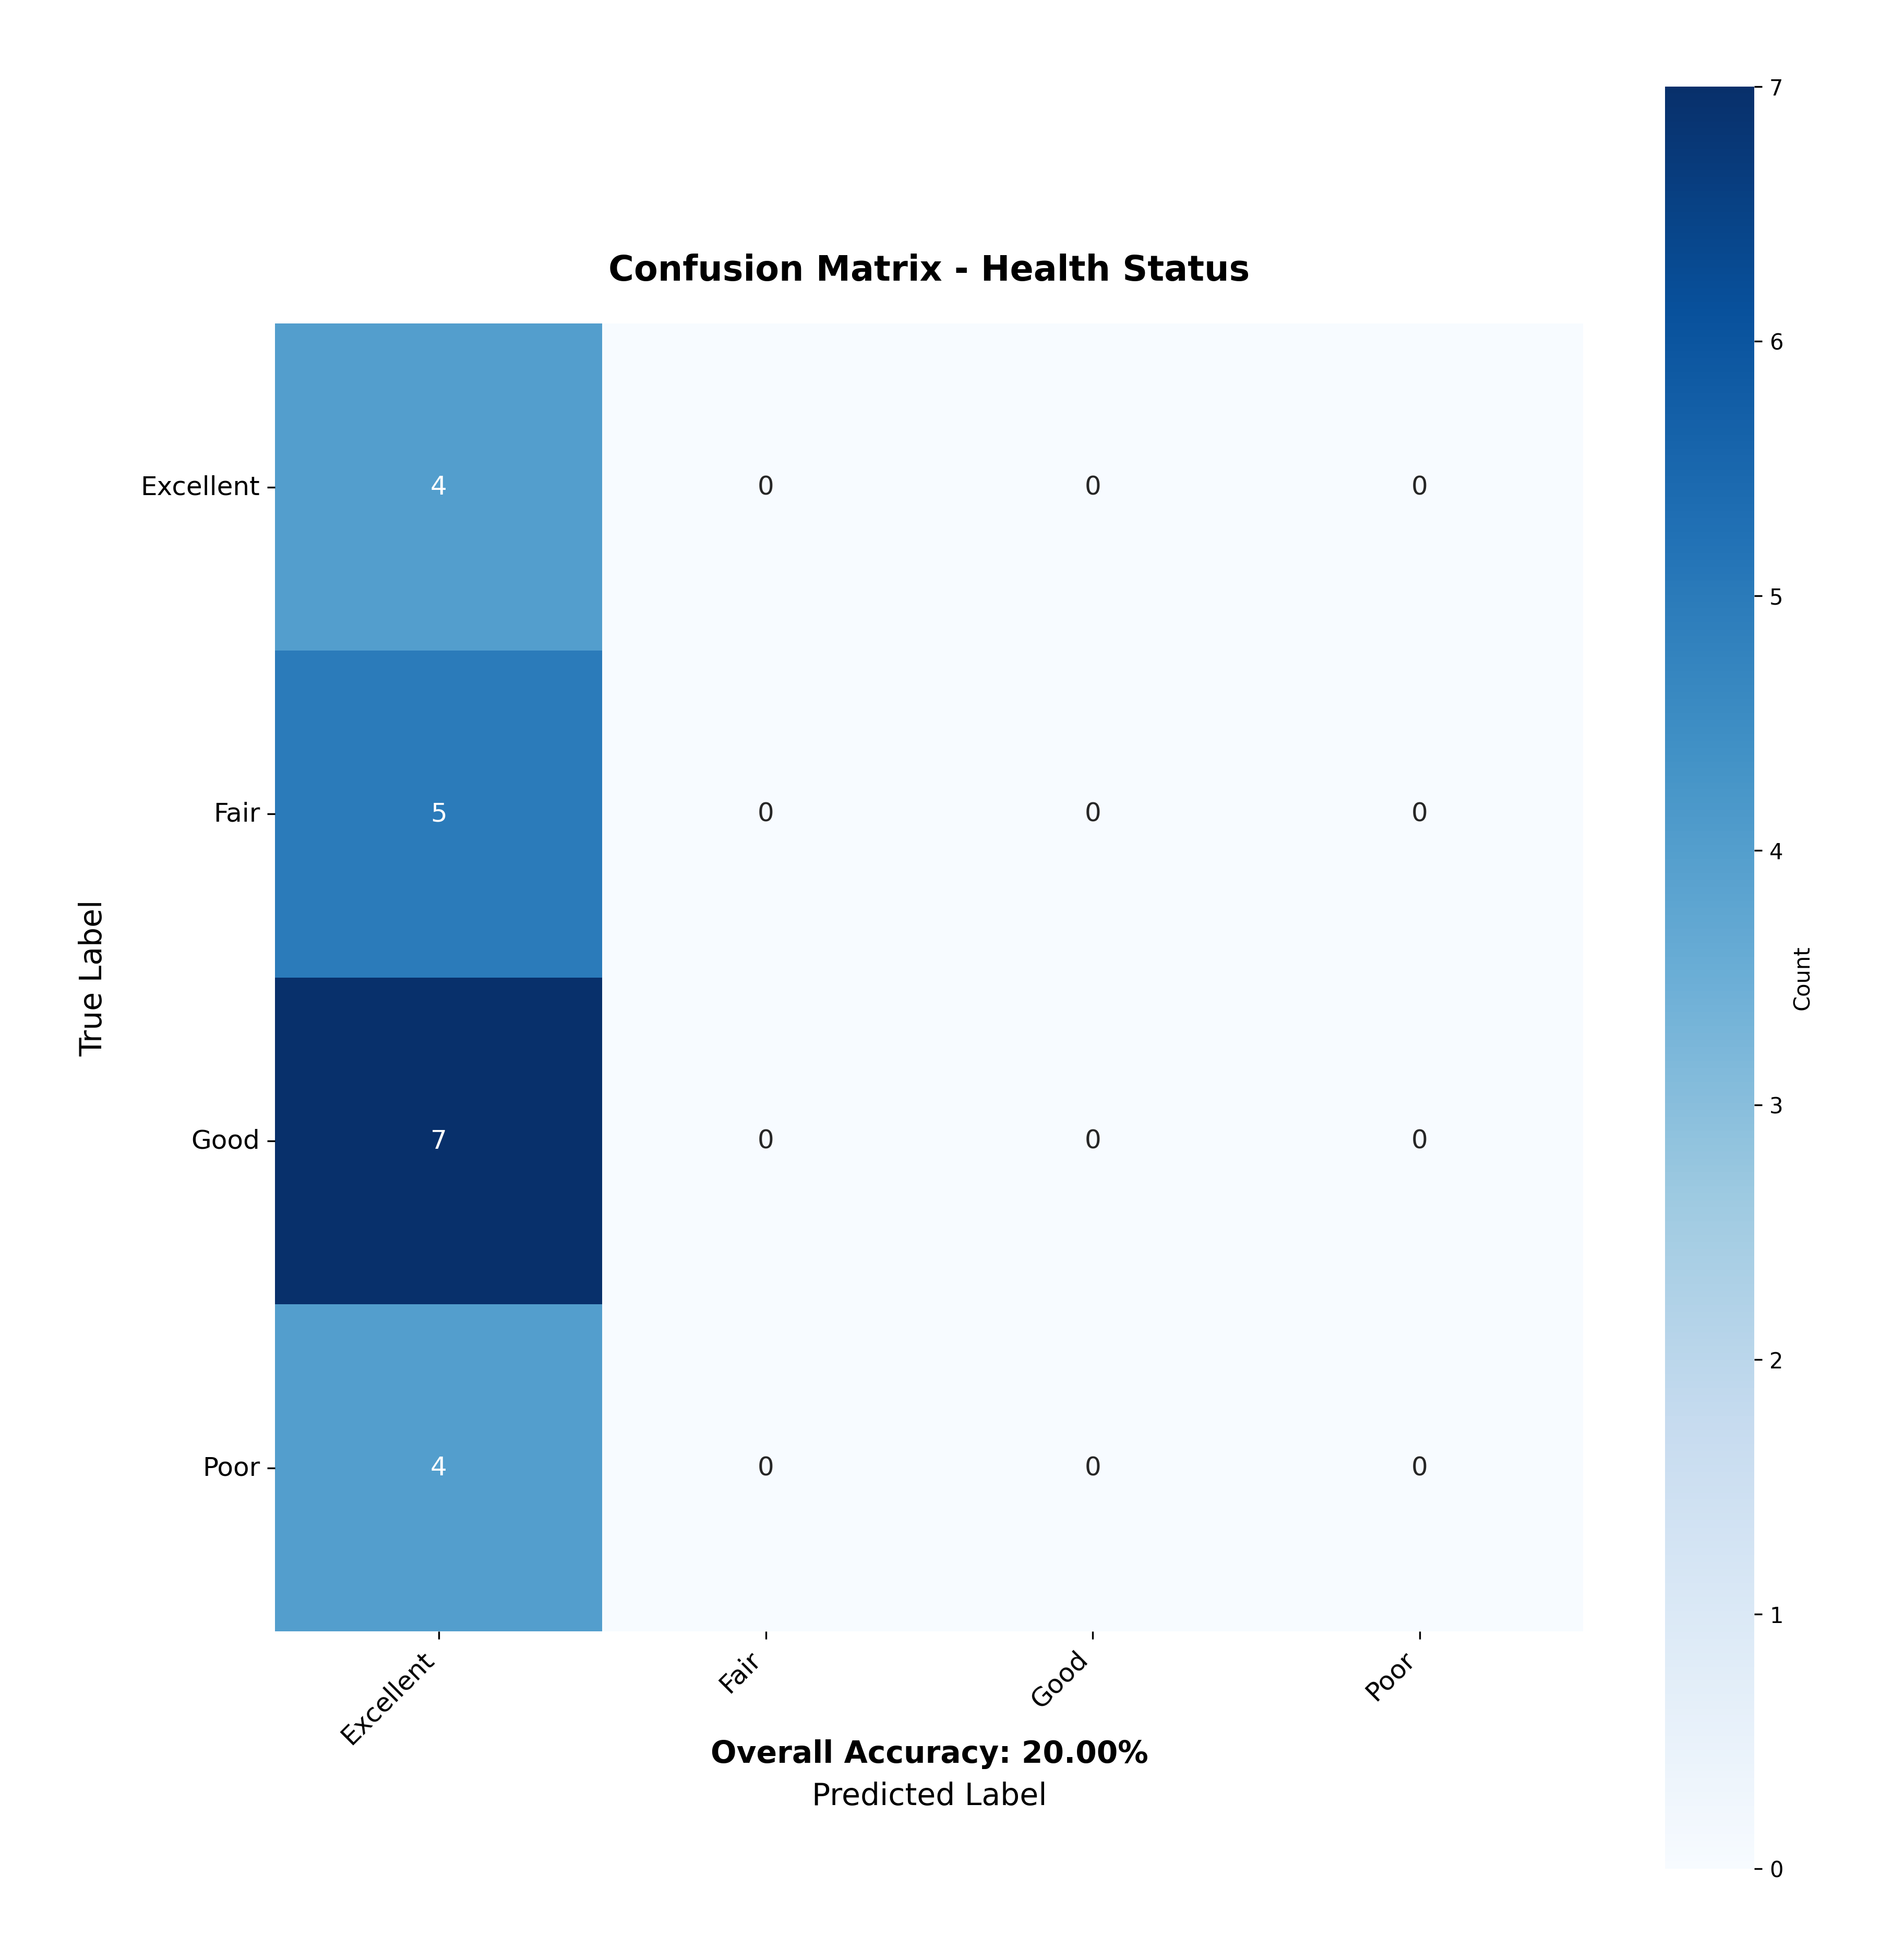 Confusion Matrix - Health Status
True Label
Excellent 4 0 0 0
Fair 5 0 0 0
Good 7 0 0 0
Poor 4 0 0 0
Excellent Fair Good Poor
Overall Accuracy: 20.00%
Predicted Label
7
6
5
4
3
2
1
0
Count